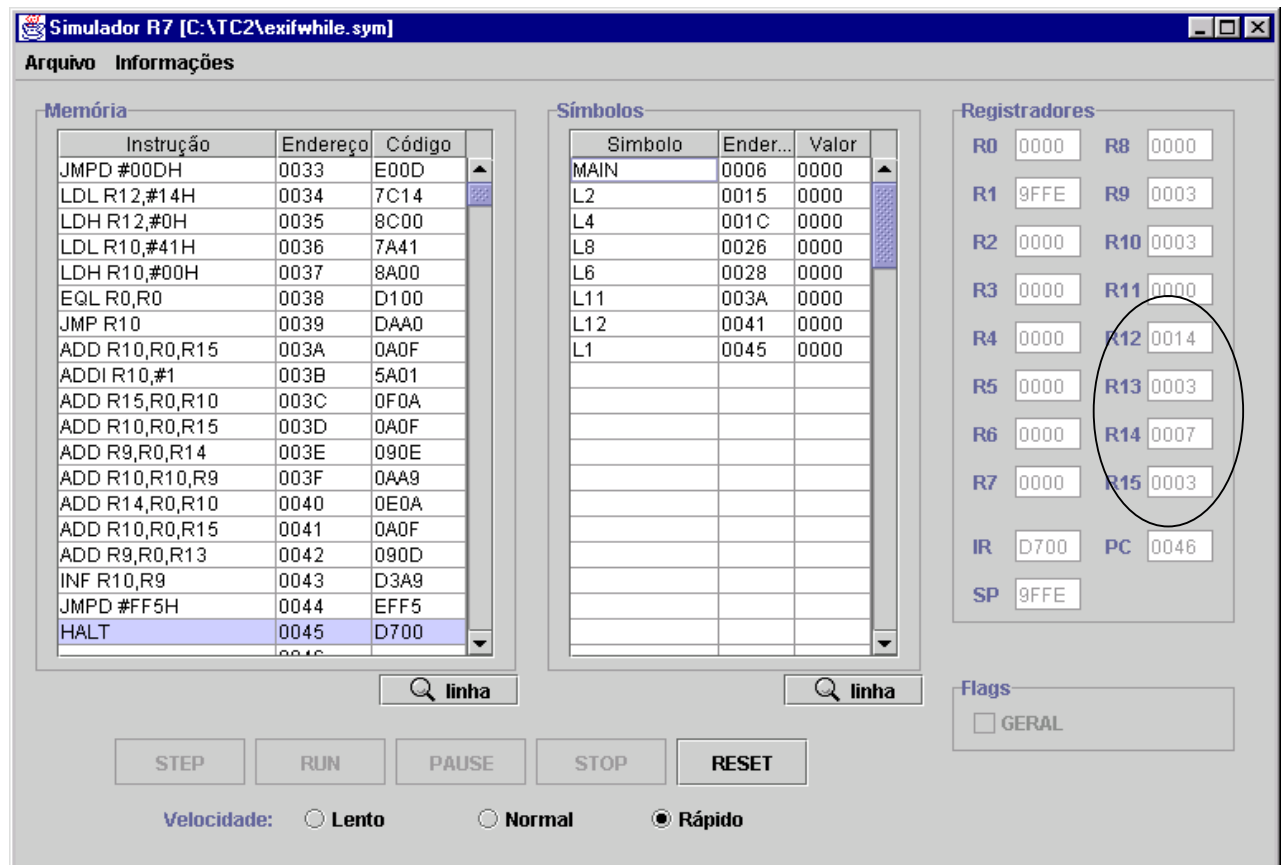 Simulador R7 [C:\TC2\exifwhile.sym]
Arquivo Informações
Memória
Instrução Endereço Código
JMPD #00DH 0033 E00D
LDL R12,#14H 0034 7C14
LDH R12,#0H 0035 8C00
LDL R10,#41H 0036 7A41
LDH R10,#00H 0037 8A00
EQL R0,R0 0038 D100
JMP R10 0039 DAA0
ADD R10,R0,R15 003A 0A0F
ADDI R10,#1 003B 5A01
ADD R15,R0,R10 003C 0F0A
ADD R10,R0,R15 003D 0A0F
ADD R9,R0,R14 003E 090E
ADD R10,R10,R9 003F 0AA9
ADD R14,R0,R10 0040 0E0A
ADD R10,R0,R15 0041 0A0F
ADD R9,R0,R13 0042 090D
INF R10,R9 0043 D3A9
JMPD #FF5H 0044 EFF5
HALT 0045 D700
linha
Símbolos
Simbolo Ender... Valor
MAIN 0006 0000
L2 0015 0000
L4 001C 0000
L8 0026 0000
L6 0028 0000
L11 003A 0000
L12 0041 0000
L1 0045 0000
linha
Registradores
R0 0000 R8 0000
R1 9FFE R9 0003
R2 0000 R10 0003
R3 0000 R11 0000
R4 0000 R12 0014
R5 0000 R13 0003
R6 0000 R14 0007
R7 0000 R15 0003
IR D700 PC 0046
SP 9FFE
Flags
GERAL
STEP RUN PAUSE STOP RESET
Velocidade: Lento Normal Rápido